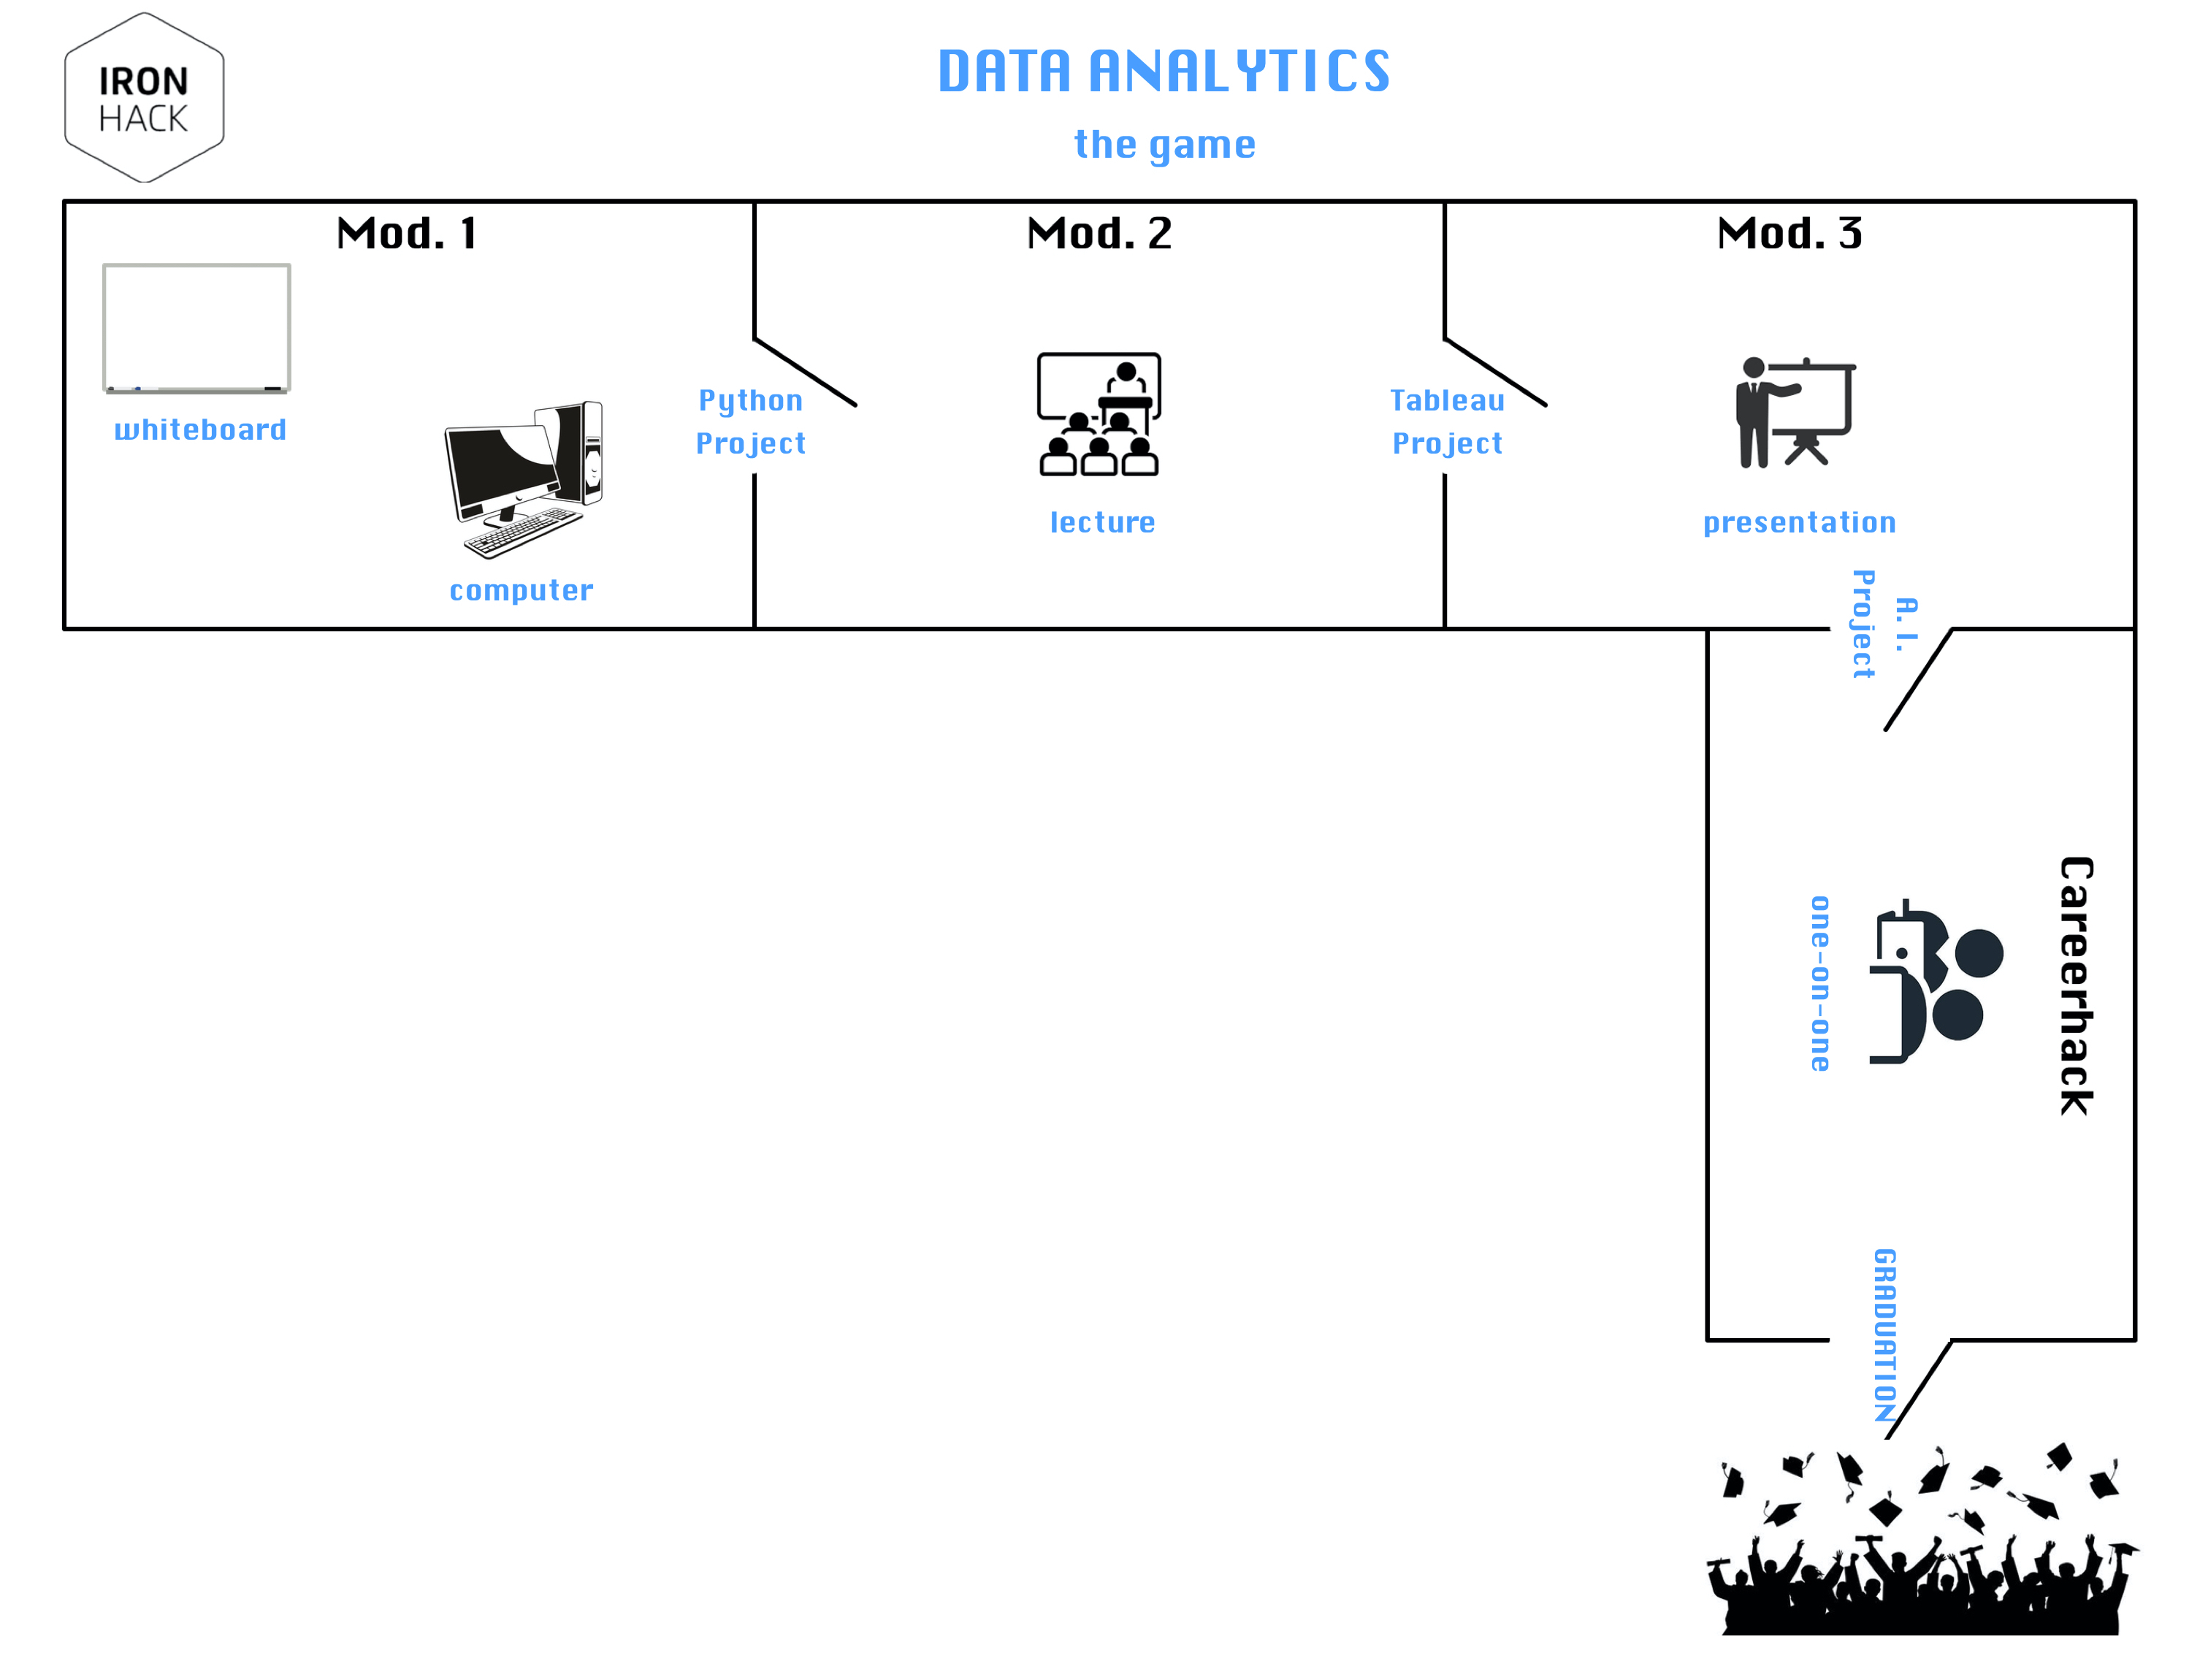 IRON
HACK
DATA ANALYTICS
the game
Mod. 1
Mod. 2
Mod. 3
whiteboard
computer
Python
Project
lecture
Tableau
Project
presentation
A.I.
Project
Careerhack
one-on-one
GRADUATION